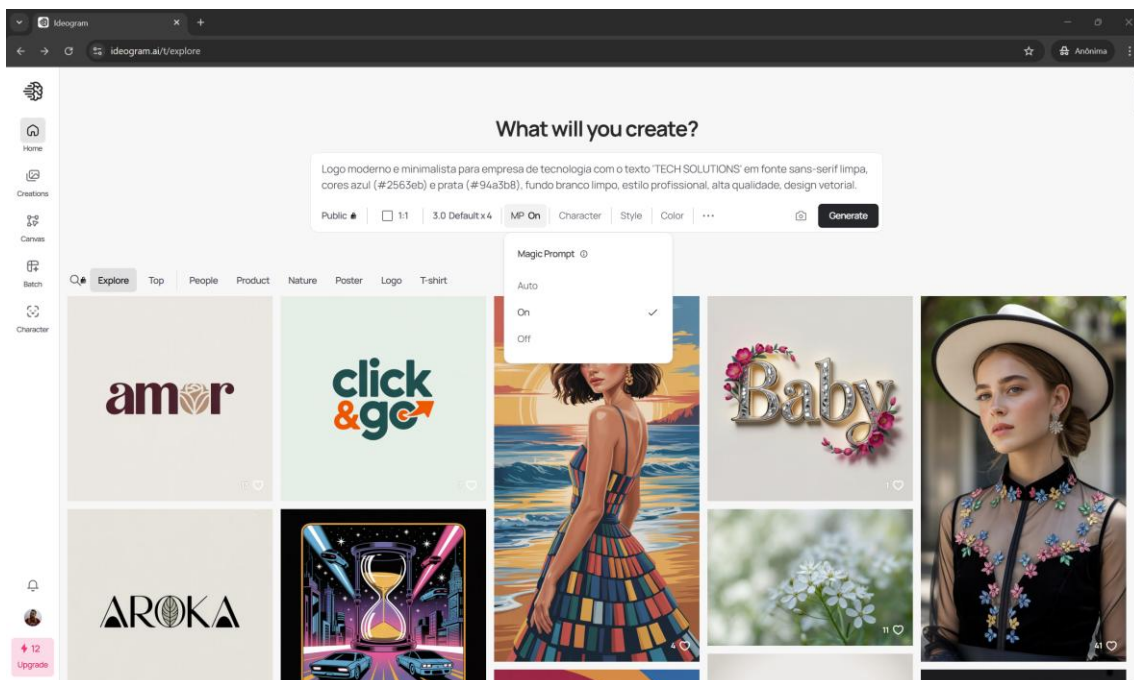 Ideogram
ideogram.ai/t/explore
Anônima
What will you create?
Logo moderno e minimalista para empresa de tecnologia com o texto 'TECH SOLUTIONS' em fonte sans-serif limpa,
cores azul (#2563eb) e prata (#94a3b8), fundo branco limpo, estilo profissional, alta qualidade, design vetorial.
Public 1:1 3.0 Default x 4 MP On Character Style Color ··· Generate
Magic Prompt
Auto
On
Off
Home
Creations
Canvas
Batch
Character
12
Upgrade
Explore Top People Product Nature Poster Logo T-shirt
amor
click
&go
Baby
1
AROKA
4
11
41